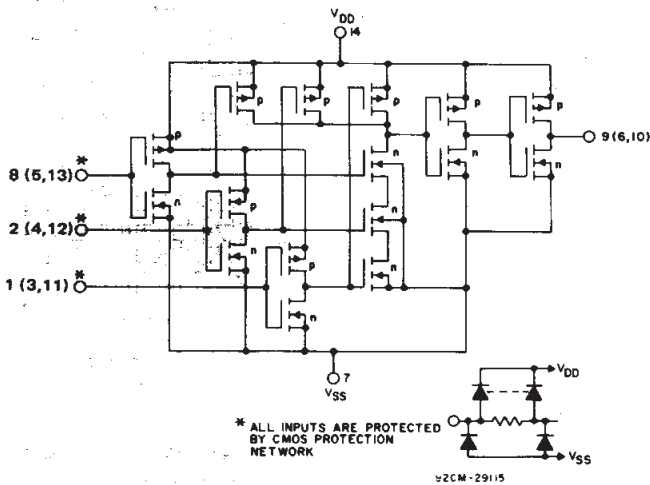 VDD
14
p
p
p
p
p
p
9(6,10)
*
n
n
n
8 (5,13)
*
n
p
n
2 (4,12)
*
n
p
n
1 (3,11)
n
7
VSS
VDD
* ALL INPUTS ARE PROTECTED
BY CMOS PROTECTION
NETWORK
VSS
92CM-29115